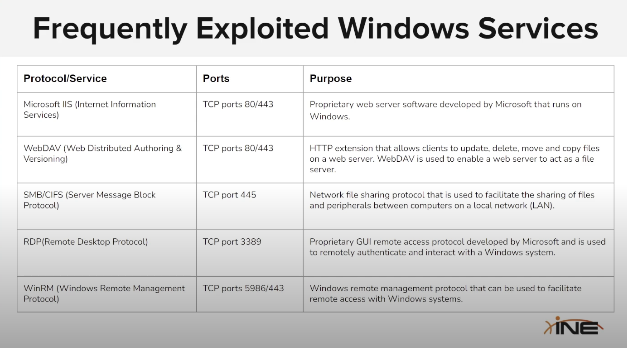 Frequently Exploited Windows Services
Protocol/Service Ports Purpose
Microsoft IIS (Internet Information
Services)
TCP ports 80/443
Proprietary web server software developed by Microsoft that runs on
Windows.
WebDAV (Web Distributed Authoring &
Versioning)
TCP ports 80/443
HTTP extension that allows clients to update, delete, move and copy files
on a web server. WebDAV is used to enable a web server to act as a file
server.
SMB/CIFS (Server Message Block
Protocol)
TCP port 445
Network file sharing protocol that is used to facilitate the sharing of files
and peripherals between computers on a local network (LAN).
RDP(Remote Desktop Protocol)
TCP port 3389
Proprietary GUI remote access protocol developed by Microsoft and is used
to remotely authenticate and interact with a Windows system.
WinRM (Windows Remote Management
Protocol)
TCP ports 5986/443
Windows remote management protocol that can be used to facilitate
remote access with Windows systems.
INE